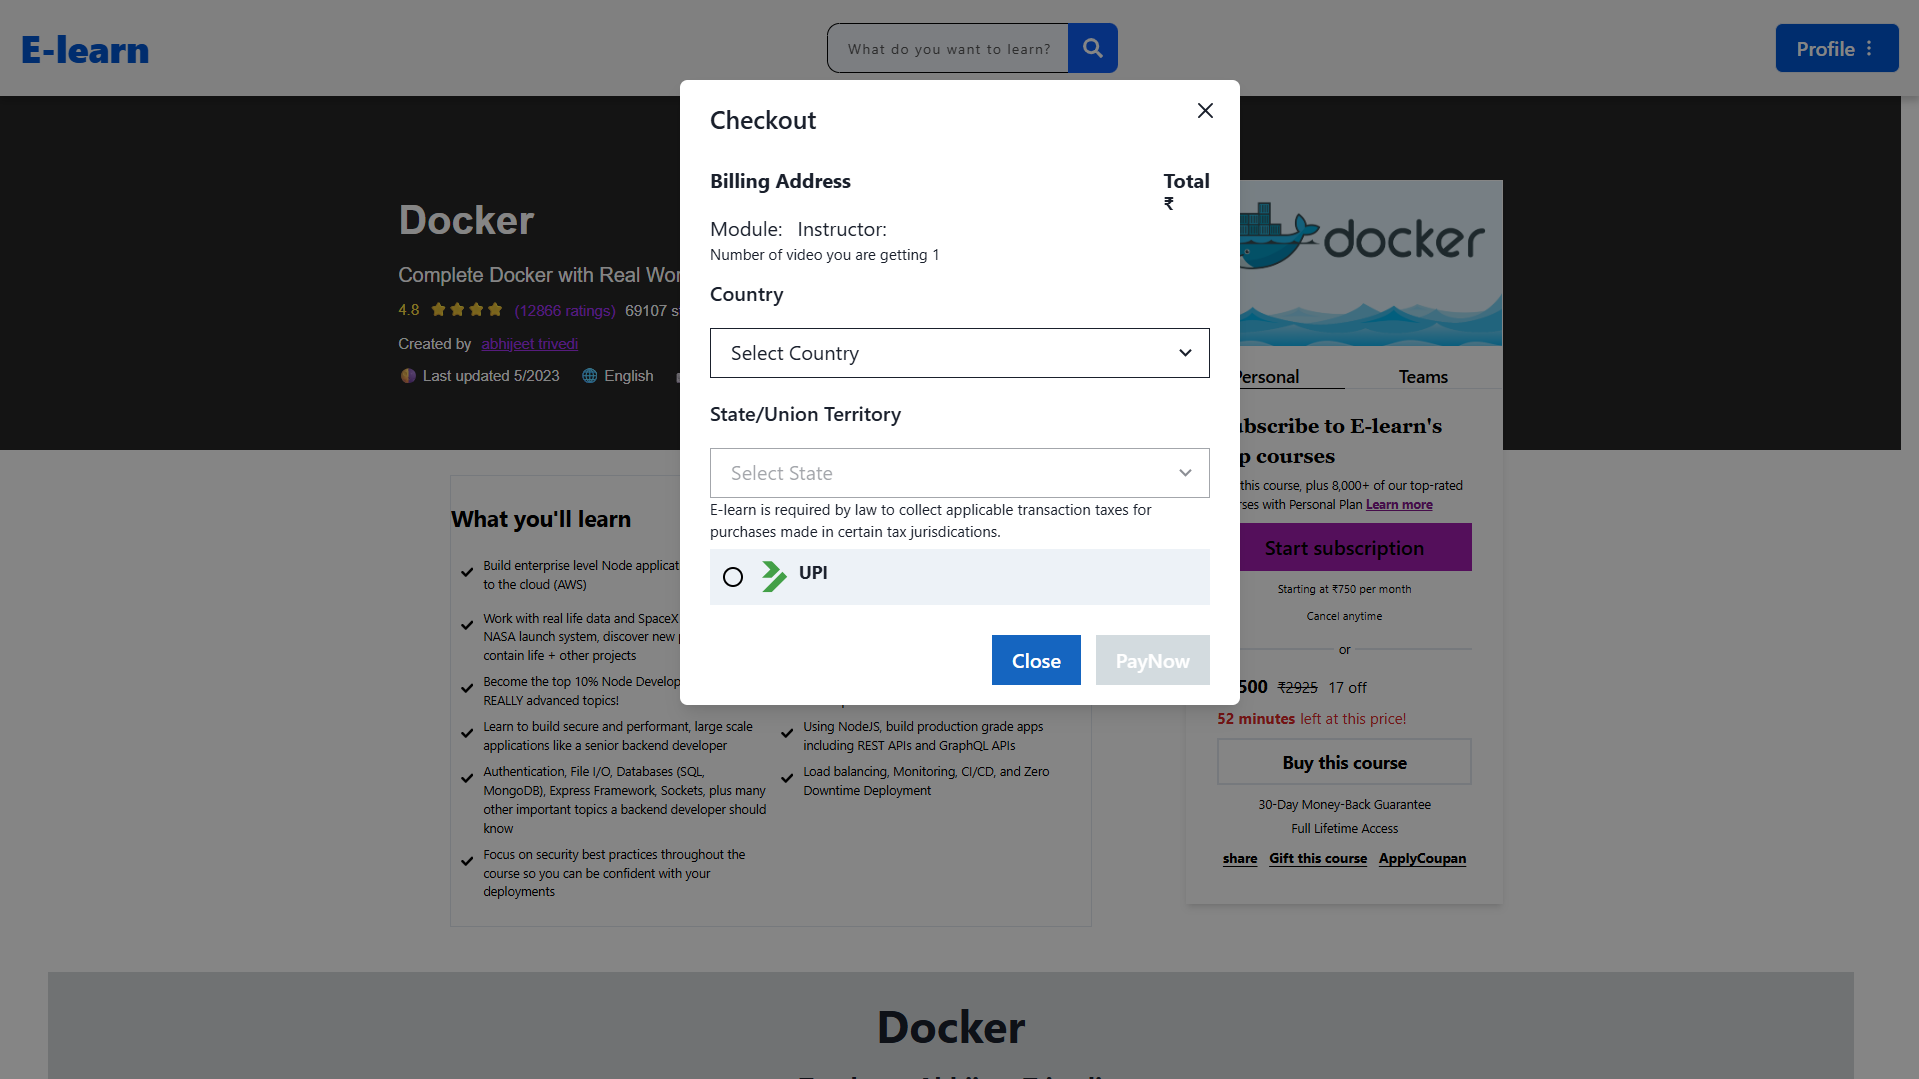 E-learn
What do you want to learn?
Profile
Checkout
Billing Address
Total
₹
Module: Instructor:
Number of video you are getting 1
Country
Select Country
State/Union Territory
Select State
E-learn is required by law to collect applicable transaction taxes for
purchases made in certain tax jurisdications.
UPI
Close
PayNow
Docker
Complete Docker with Real
4.8 (12866 ratings) 69107
Created by abhijeet trivedi
Last updated 5/2023 English
docker
Personal Teams
Subscribe to E-learn's
courses
this course, plus 8,000+ of our top-rated
with Personal Plan Learn more
Start subscription
Starting at ₹750 per month
Cancel anytime
or
500 ₹2925 17 off
52 minutes left at this price!
Buy this course
30-Day Money-Back Guarantee
Full Lifetime Access
share Gift this course ApplyCoupan
What you'll learn
Build enterprise level Node
to the cloud (AWS)
Work with real life data and SpaceX
NASA launch system, discover new
contain life + other projects
Become the top 10% Node
REALLY advanced topics!
Learn to build secure and performant, large scale
applications like a senior backend developer
Authentication, File I/O, Databases (SQL,
MongoDB), Express Framework, Sockets, plus many
other important topics a backend developer should
know
Focus on security best practices throughout the
course so you can be confident with your
deployments
Using NodeJS, build production grade apps
including REST APIs and GraphQL APIs
Load balancing, Monitoring, CI/CD, and Zero
Downtime Deployment
Docker